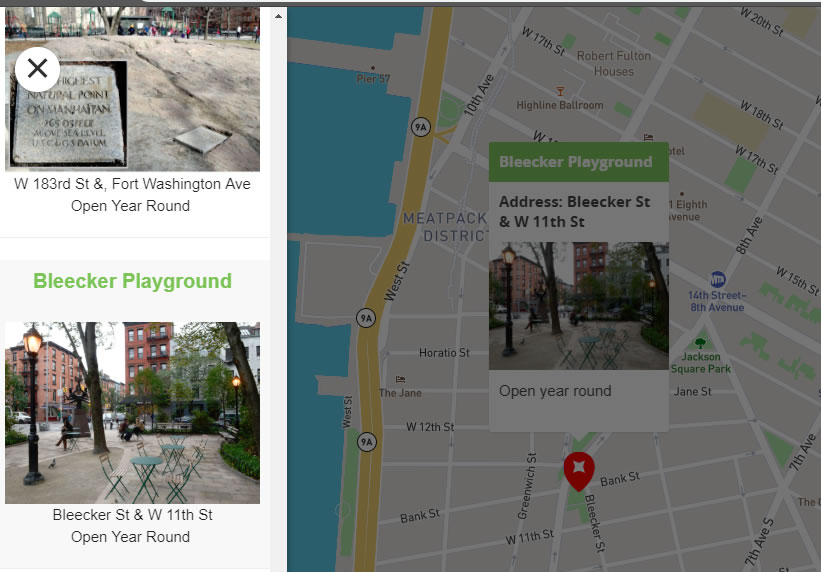 HIGHEST
NATURAL POINT
ON MANHATTAN
265.05 FEET
ABOVE SEA LEVEL
U.S.C.&G.S. DATUM
W 183rd St &, Fort Washington Ave
Open Year Round
Bleecker Playground
Bleecker St & W 11th St
Open Year Round
W 20th St
W 17th St
Robert Fulton
Houses
Pier 57
10th Ave
Highline Ballroom
W 18th St
9A
W 17th St
Bleecker Playground
Address: Bleecker St
& W 11th St
1 Eighth
Avenue
MEATPACK
DISTRIC
8th Ave
West St
W 15th St
14th Street–
8th Avenue
9A
Horatio St
Jackson
Square Park
The Jane
Open year round
Jane St
West St
W 12th St
9A
Greenwich St
Bank St
7th Ave
Bleecker St
Bank St
W 11th St
7th Ave S